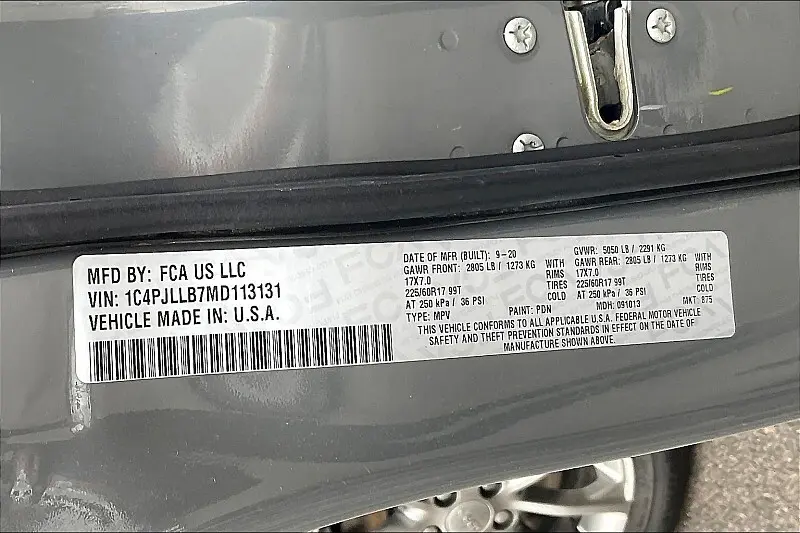 MFD BY: FCA US LLC
VIN: 1C4PJLLB7MD113131
VEHICLE MADE IN: U.S.A.
DATE OF MFR (BUILT): 9-20
GAWR FRONT: 2805 LB / 1273 KG WITH
17X7.0 RIMS
225/60R17 99T TIRES
AT 250 kPa / 36 PSI
TYPE: MPV
GVWR: 5050 LB / 2291 KG
GAWR REAR: 2805 LB / 1273 KG WITH
17X7.0 RIMS
225/60R17 99T TIRES
AT 250 kPa / 36 PSI
PAINT: PDN MDH: 091013 MKT: 875
THIS VEHICLE CONFORMS TO ALL APPLICABLE U.S.A. FEDERAL MOTOR VEHICLE
SAFETY AND THEFT PREVENTION STANDARDS IN EFFECT ON THE DATE OF
MANUFACTURE SHOWN ABOVE.